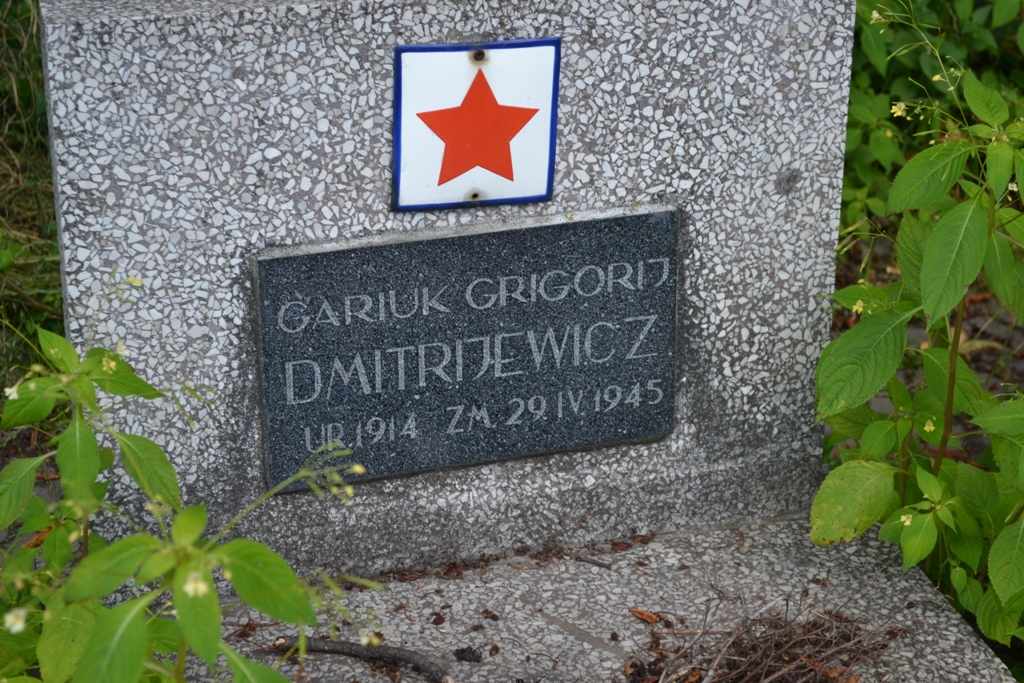 GARIUK GRIGORIJ
DMITRIJEWICZ
UR. 1914 ZM. 29.IV.1945